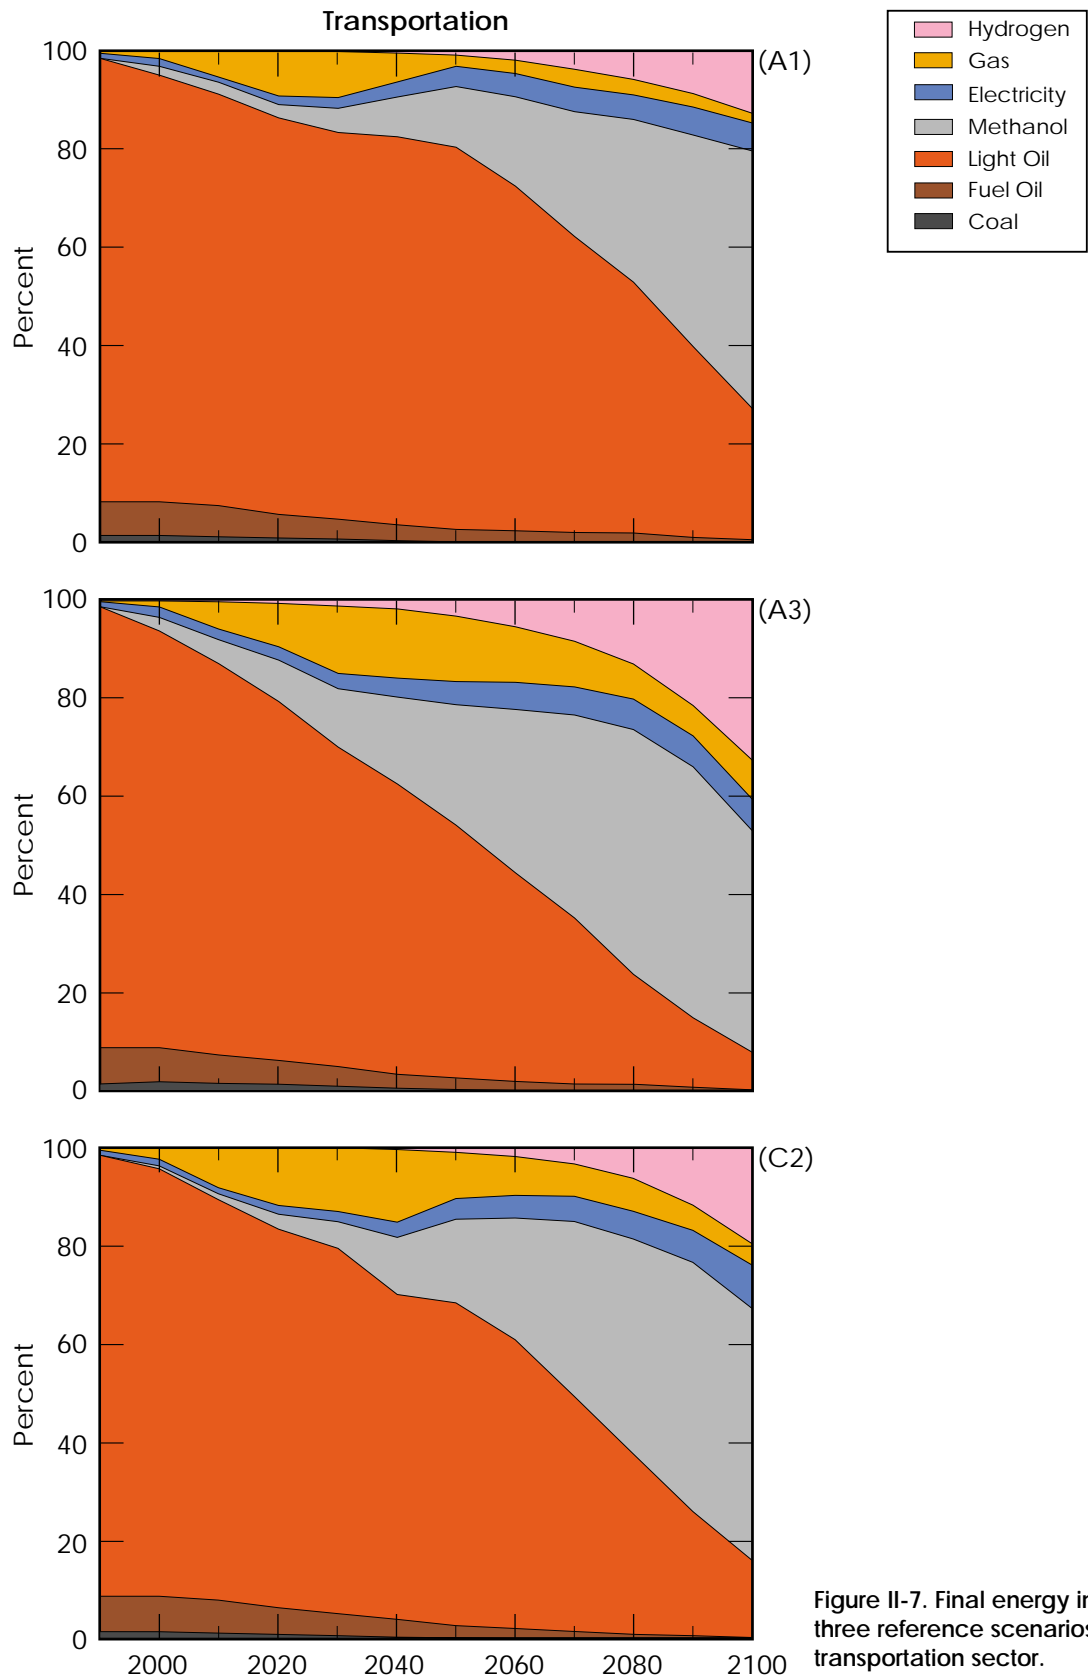 Transportation
Hydrogen
Gas
Electricity
Methanol
Light Oil
Fuel Oil
Coal
100
80
60
40
20
0
Percent
(A1)
100
80
60
40
20
0
Percent
(A3)
100
80
60
40
20
0
Percent
(C2)
2000 2020 2040 2060 2080 2100
Figure II-7. Final energy in
three reference scenarios
transportation sector.